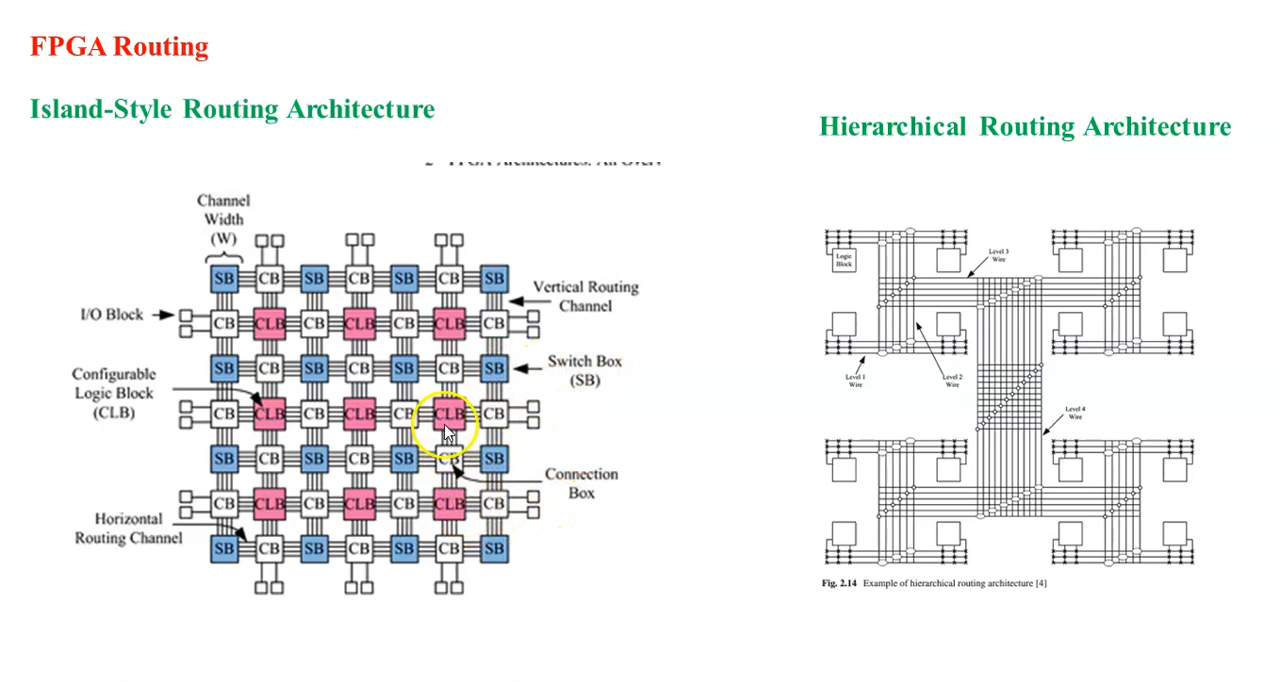 FPGA Routing
Island-Style Routing Architecture
Hierarchical Routing Architecture
Channel
Width
(W)
SB CB SB CB SB CB SB
Vertical Routing
Channel
I/O Block
CB CLB CB CLB CB CLB CB
SB CB SB CB SB CB SB
Switch Box
(SB)
Configurable
Logic Block
(CLB)
CB CLB CB CLB CB CLB CB
SB CB SB CB SB CB SB
Connection
Box
CB CLB CB CLB CB CLB CB
Horizontal
Routing Channel
SB CB SB CB SB CB SB
Logic
Block
Level 3
Wire
Level 1
Wire
Level 2
Wire
Level 4
Wire
Fig. 2.14 Example of hierarchical routing architecture [4]